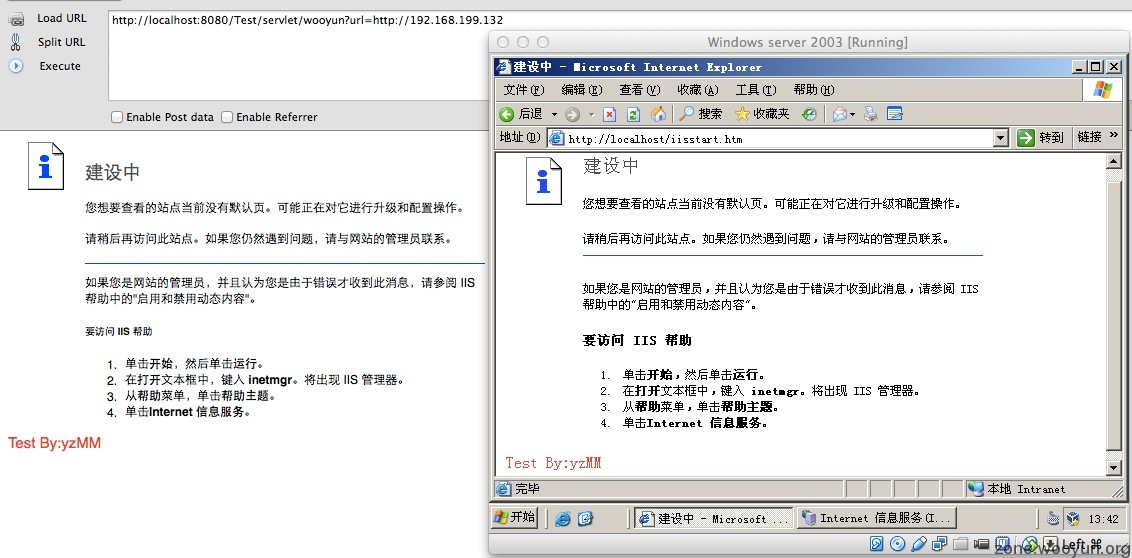 Load URL
http://localhost:8080/Test/servlet/wooyun?url=http://192.168.199.132
Split URL
Execute
Enable Post data
Enable Referrer
建设中
您想要查看的站点当前没有默认页。可能正在对它进行升级和配置操作。
请稍后再访问此站点。如果您仍然遇到问题，请与网站的管理员联系。
如果您是网站的管理员，并且认为您是由于错误才收到此消息，请参阅 IIS
帮助中的"启用和禁用动态内容"。
要访问 IIS 帮助
1. 单击开始，然后单击运行。
2. 在打开文本框中，键入 inetmgr。将出现 IIS 管理器。
3. 从帮助菜单，单击帮助主题。
4. 单击Internet 信息服务。
Test By:yzMM
Windows server 2003 [Running]
建设中 - Microsoft Internet Explorer
文件(F) 编辑(E) 查看(V) 收藏(A) 工具(T) 帮助(H)
后退 搜索 收藏夹
地址(D) http://localhost/iisstart.htm 转到 链接 »
建设中
您想要查看的站点当前没有默认页。可能正在对它进行升级和配置操作。
请稍后再访问此站点。如果您仍然遇到问题，请与网站的管理员联系。
如果您是网站的管理员，并且认为您是由于错误才收到此消息，请参阅 IIS
帮助中的"启用和禁用动态内容"。
要访问 IIS 帮助
1. 单击开始，然后单击运行。
2. 在打开文本框中，键入 inetmgr。将出现 IIS 管理器。
3. 从帮助菜单，单击帮助主题。
4. 单击Internet 信息服务。
Test By:yzMM
完毕 本地 Intranet
开始 建设中 - Microsoft ... Internet 信息服务(I... 13:42
Left ⌘
zone.wooyun.org